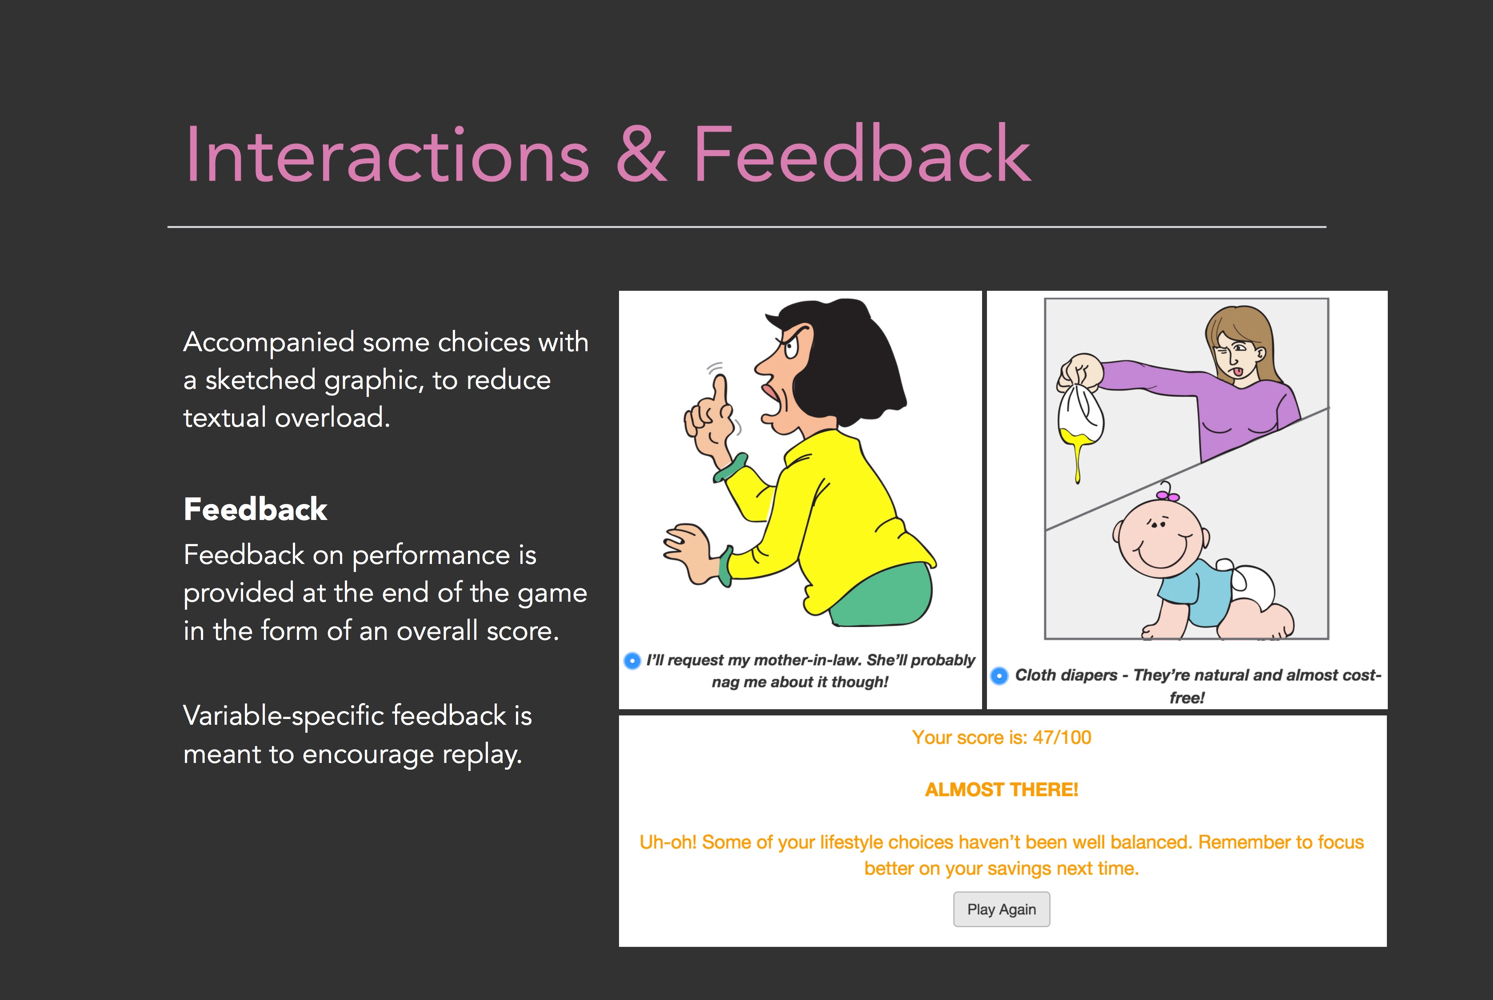 Interactions & Feedback
Accompanied some choices with
a sketched graphic, to reduce
textual overload.
Feedback
Feedback on performance is
provided at the end of the game
in the form of an overall score.
Variable-specific feedback is
meant to encourage replay.
I’ll request my mother-in-law. She’ll probably
nag me about it though!
Cloth diapers - They’re natural and almost cost-
free!
Your score is: 47/100
ALMOST THERE!
Uh-oh! Some of your lifestyle choices haven’t been well balanced. Remember to focus
better on your savings next time.
Play Again